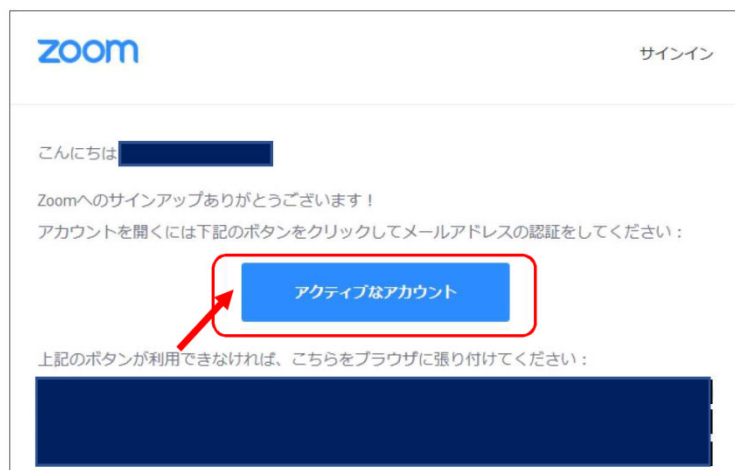 zoom
サインイン
こんにちは
Zoomへのサインアップありがとうございます！
アカウントを開くには下記のボタンをクリックしてメールアドレスの認証をしてください：
アクティブなアカウント
上記のボタンが利用できなければ、こちらをブラウザに張り付けてください：